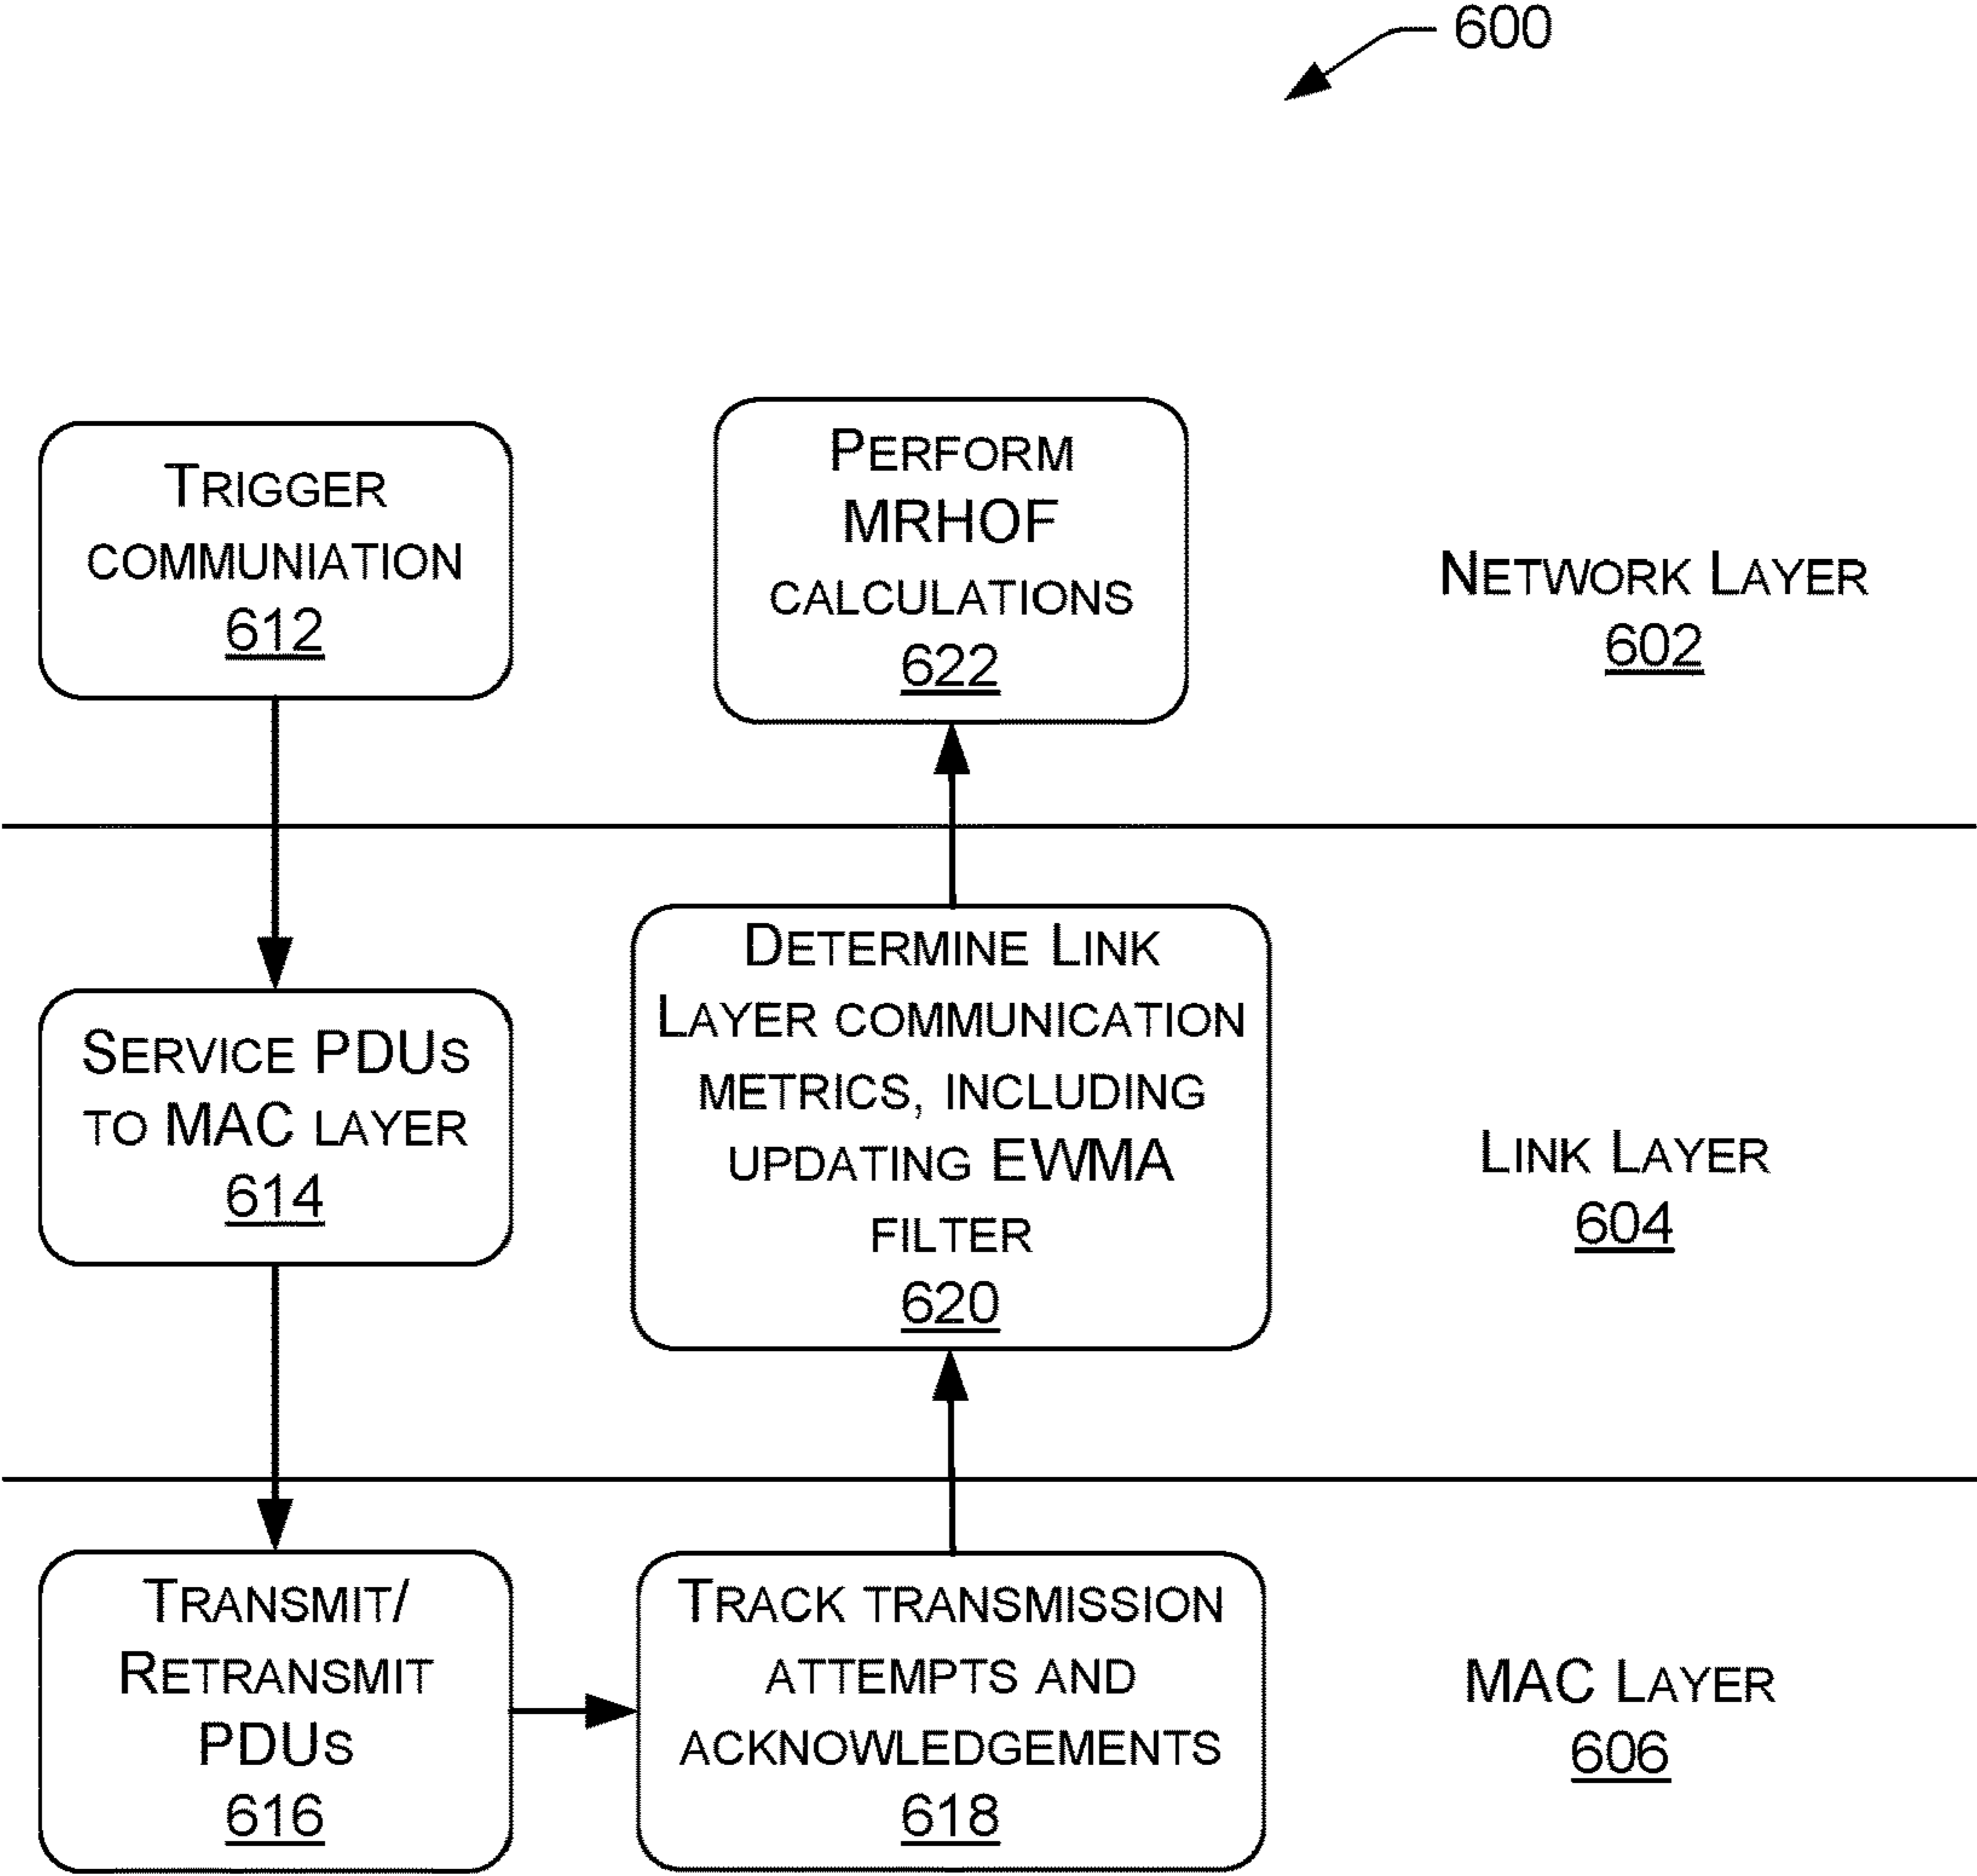 600
TRIGGER
COMMUNIATION
612
PERFORM
MRHOF
CALCULATIONS
622
NETWORK LAYER
602
SERVICE PDUS
TO MAC LAYER
614
DETERMINE LINK
LAYER COMMUNICATION
METRICS, INCLUDING
UPDATING EWMA
FILTER
620
LINK LAYER
604
TRANSMIT/
RETRANSMIT
PDUS
616
TRACK TRANSMISSION
ATTEMPTS AND
ACKNOWLEDGEMENTS
618
MAC LAYER
606